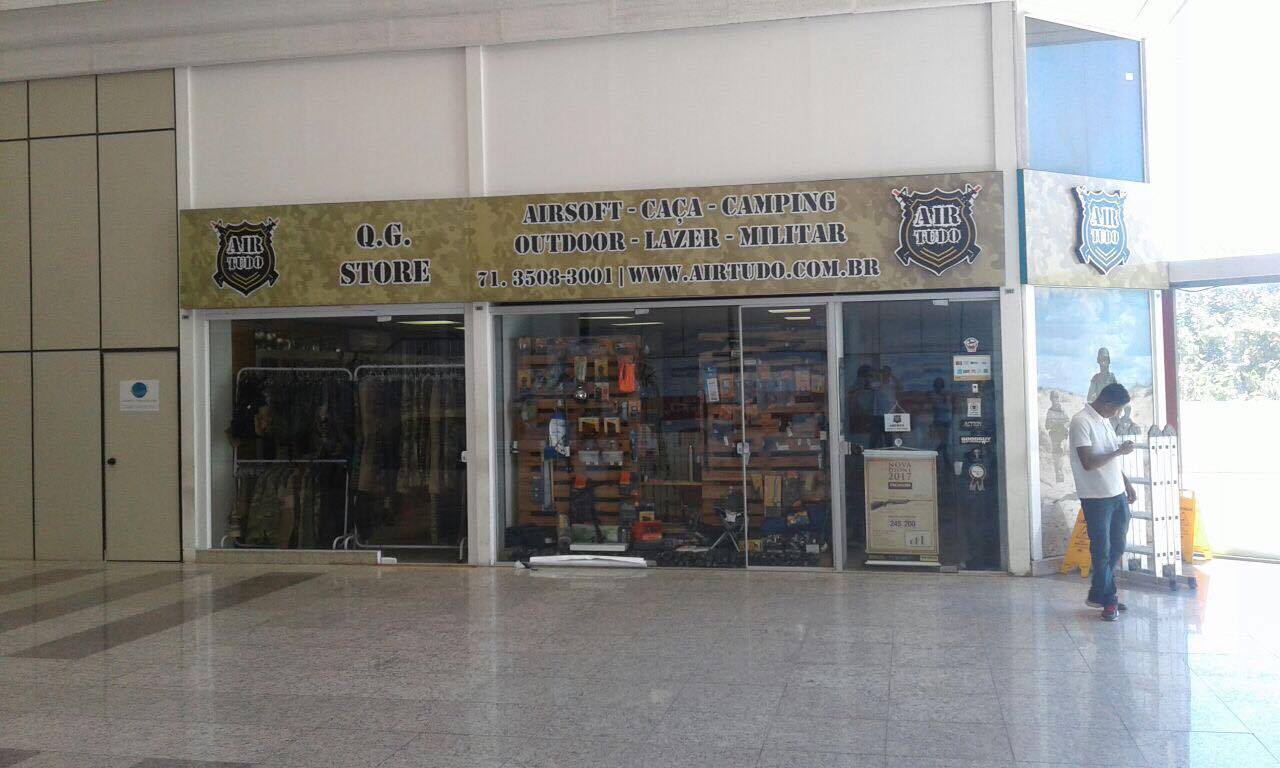 AIR
TUDO
Q.G.
STORE
AIRSOFT - CAÇA - CAMPING
OUTDOOR - LAZER - MILITAR
71. 3508-3001 | WWW.AIRTUDO.COM.BR
AIR
TUDO
AIR
TUDO
NOVA
2017